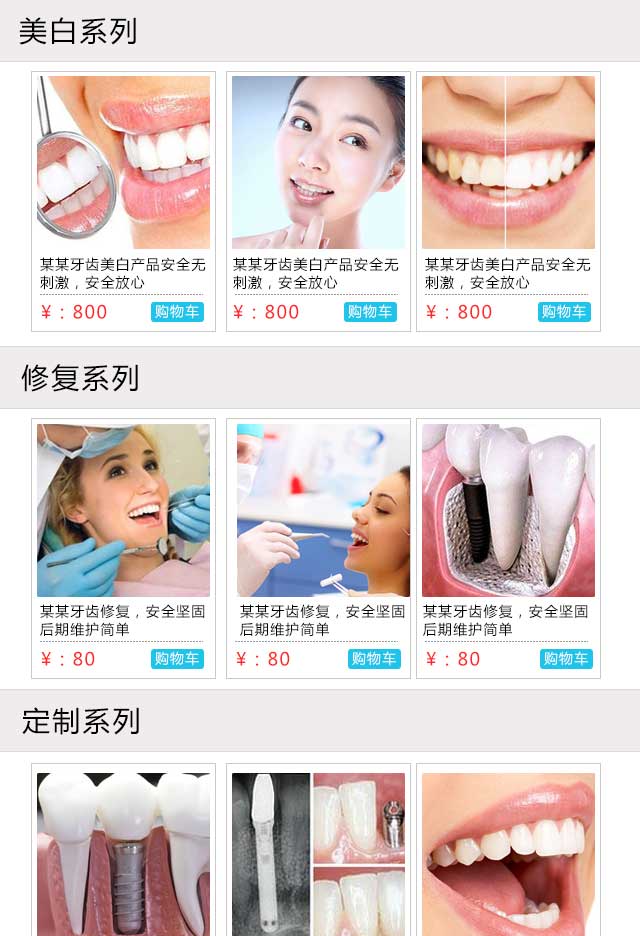 美白系列
某某牙齿美白产品安全无
刺激，安全放心
¥：800
购物车
某某牙齿美白产品安全无
刺激，安全放心
¥：800
购物车
某某牙齿美白产品安全无
刺激，安全放心
¥：800
购物车
修复系列
某某牙齿修复，安全坚固
后期维护简单
¥：80
购物车
某某牙齿修复，安全坚固
后期维护简单
¥：80
购物车
某某牙齿修复，安全坚固
后期维护简单
¥：80
购物车
定制系列